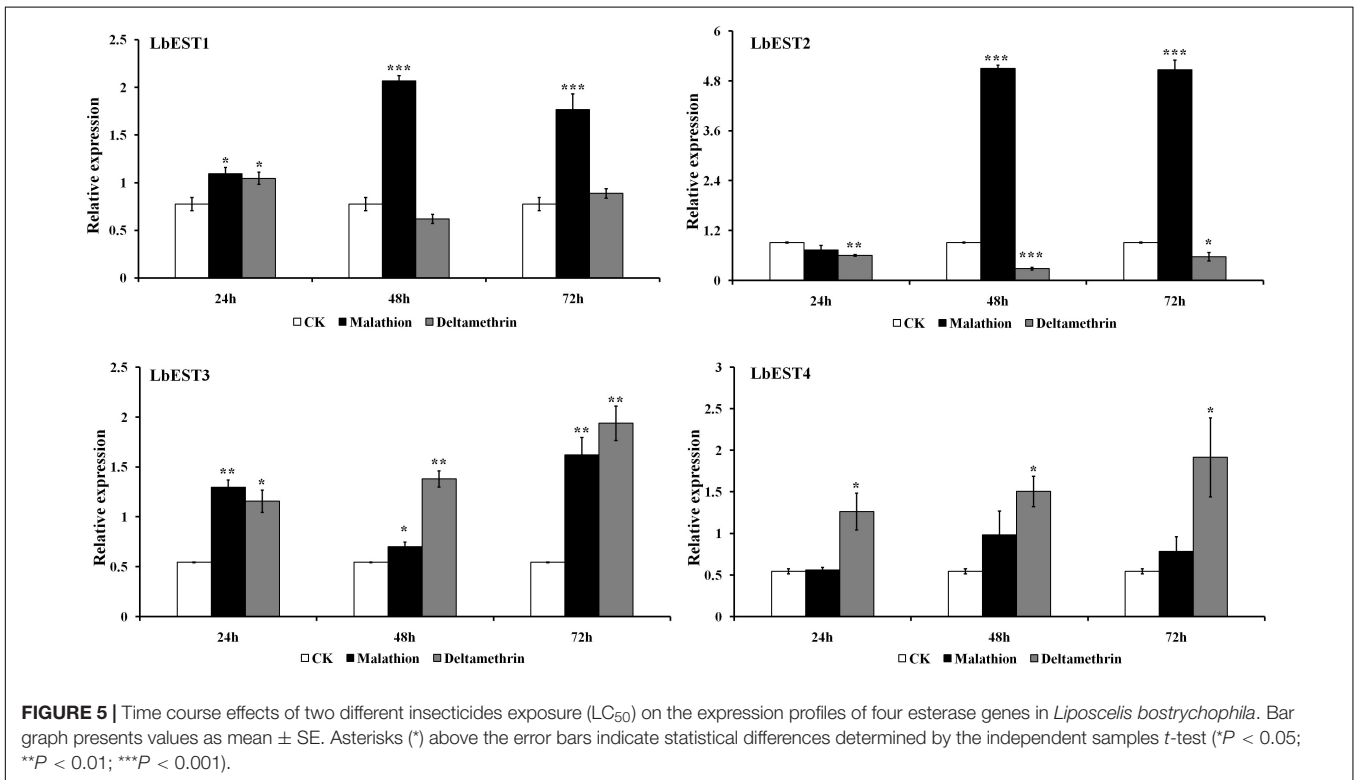 LbEST1
Relative expression
2.5
2
1.5
1
0.5
0
* * *** ***
24h 48h 72h
CK Malathion Deltamethrin
LbEST2
Relative expression
6
4.8
3.6
2.4
1.2
0
** *** *** *** *
24h 48h 72h
CK Malathion Deltamethrin
LbEST3
Relative expression
2.5
2
1.5
1
0.5
0
** * * ** ** **
24h 48h 72h
CK Malathion Deltamethrin
LbEST4
Relative expression
3
2.5
2
1.5
1
0.5
0
* * *
24h 48h 72h
CK Malathion Deltamethrin
FIGURE 5 | Time course effects of two different insecticides exposure (LC50) on the expression profiles of four esterase genes in Liposcelis bostrychophila. Bar
graph presents values as mean ± SE. Asterisks (*) above the error bars indicate statistical differences determined by the independent samples t-test (*P < 0.05;
**P < 0.01; ***P < 0.001).